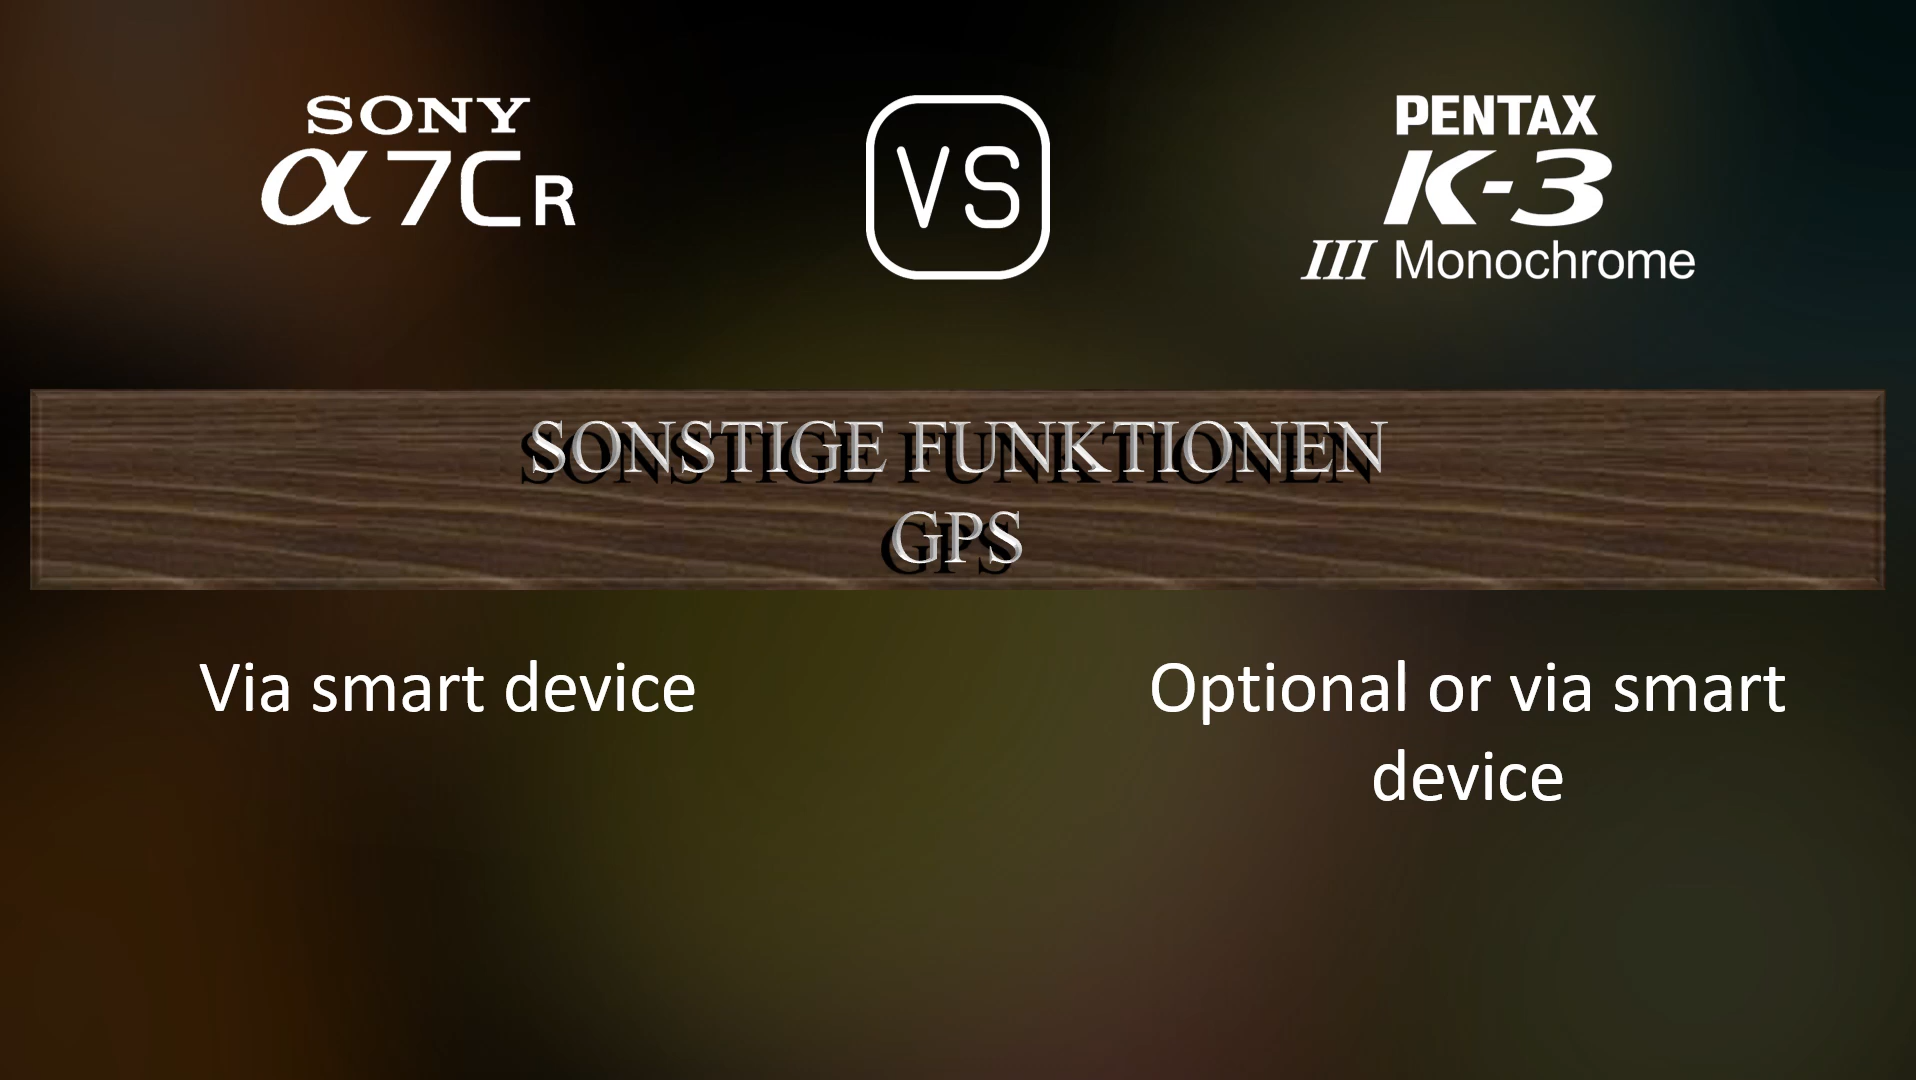 SONY
α7CR
VS
PENTAX
K-3
III Monochrome
SONSTIGE FUNKTIONEN
GPS
Via smart device
Optional or via smart
device